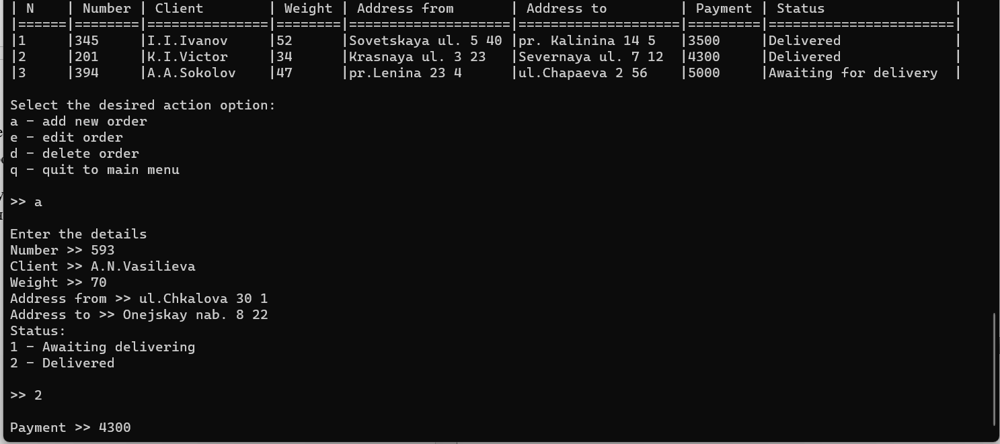 | N    | Number | Client        | Weight | Address from       | Address to         | Payment | Status                |
|======|========|===============|========|====================|====================|=========|=======================|
|1     |345     |I.I.Ivanov     |52      |Sovetskaya ul. 5 40 |pr. Kalinina 14 5   |3500     |Delivered              |
|2     |201     |K.I.Victor     |34      |Krasnaya ul. 3 23   |Severnaya ul. 7 12  |4300     |Delivered              |
|3     |394     |A.A.Sokolov    |47      |pr.Lenina 23 4      |ul.Chapaeva 2 56    |5000     |Awaiting for delivery  |
Select the desired action option:
a - add new order
e - edit order
d - delete order
q - quit to main menu
>> a
Enter the details
Number >> 593
Client >> A.N.Vasilieva
Weight >> 70
Address from >> ul.Chkalova 30 1
Address to >> Onejskay nab. 8 22
Status:
1 - Awaiting delivering
2 - Delivered
>> 2
Payment >> 4300